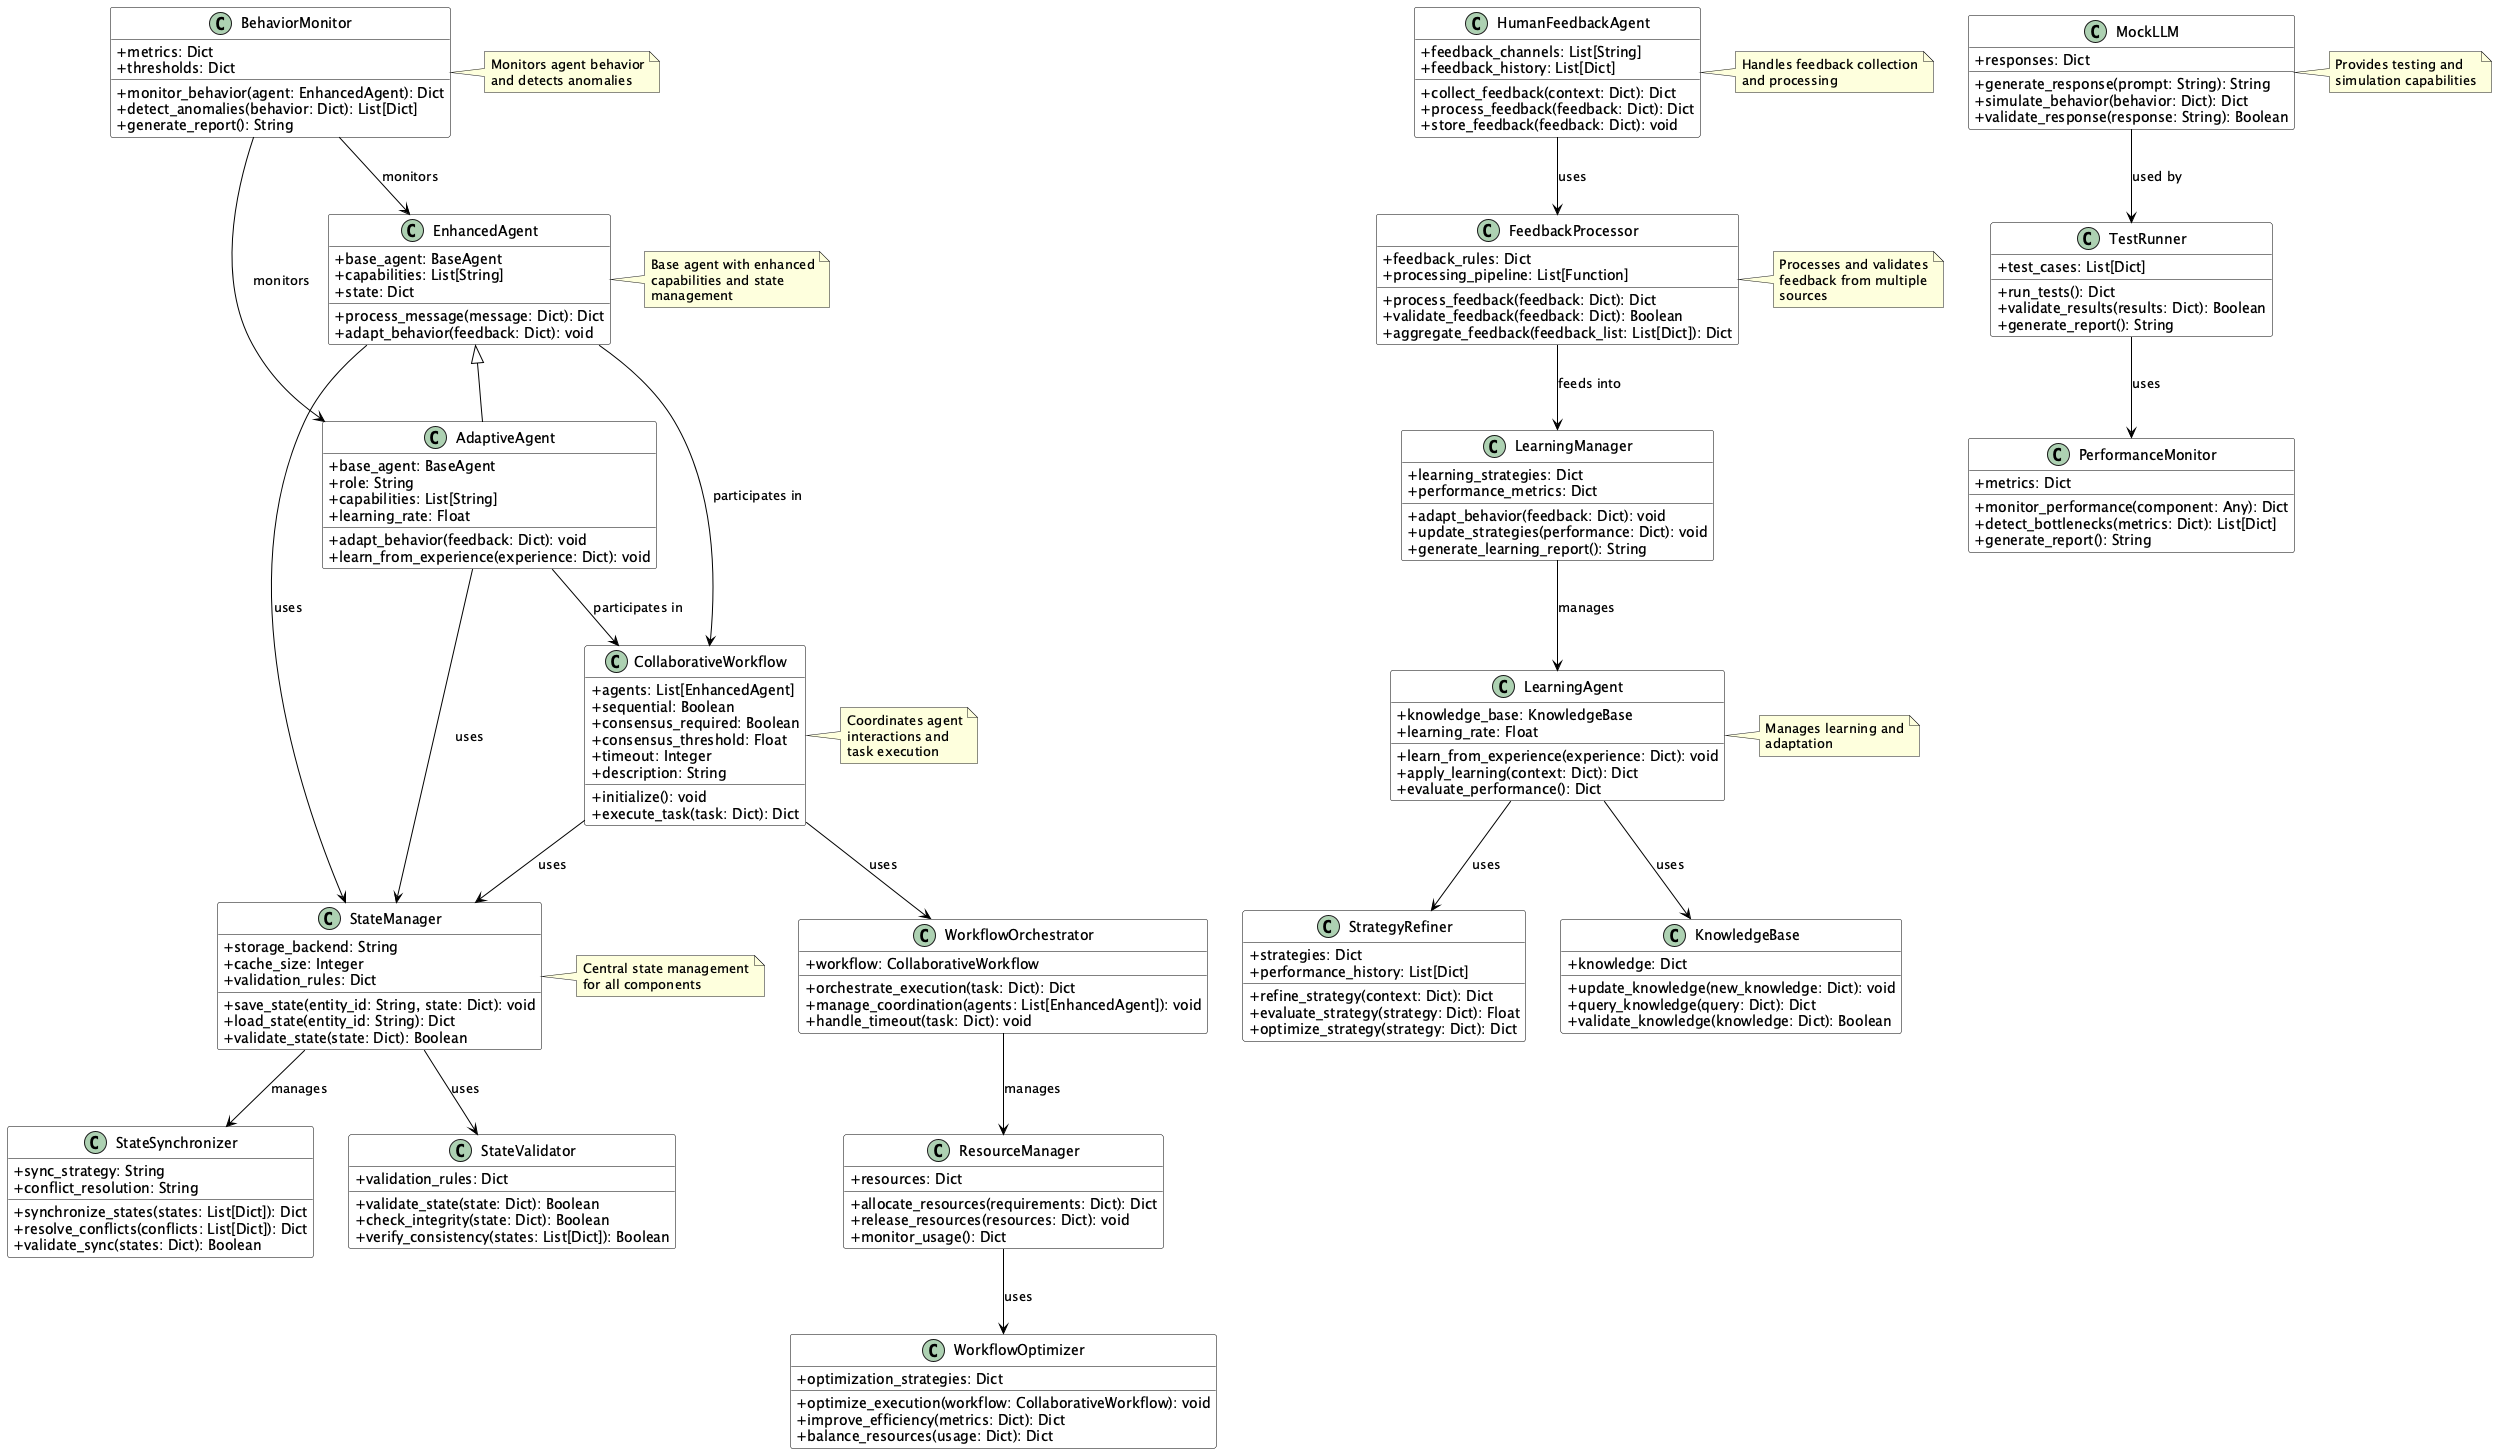 C BehaviorMonitor
+metrics: Dict
+thresholds: Dict
+monitor_behavior(agent: EnhancedAgent): Dict
+detect_anomalies(behavior: Dict): List[Dict]
+generate_report(): String
Monitors agent behavior
and detects anomalies
C HumanFeedbackAgent
+feedback_channels: List[String]
+feedback_history: List[Dict]
+collect_feedback(context: Dict): Dict
+process_feedback(feedback: Dict): Dict
+store_feedback(feedback: Dict): void
Handles feedback collection
and processing
C MockLLM
+responses: Dict
+generate_response(prompt: String): String
+simulate_behavior(behavior: Dict): Dict
+validate_response(response: String): Boolean
Provides testing and
simulation capabilities
monitors
monitors
uses
used by
C EnhancedAgent
+base_agent: BaseAgent
+capabilities: List[String]
+state: Dict
+process_message(message: Dict): Dict
+adapt_behavior(feedback: Dict): void
Base agent with enhanced
capabilities and state
management
C FeedbackProcessor
+feedback_rules: Dict
+processing_pipeline: List[Function]
+process_feedback(feedback: Dict): Dict
+validate_feedback(feedback: Dict): Boolean
+aggregate_feedback(feedback_list: List[Dict]): Dict
Processes and validates
feedback from multiple
sources
C TestRunner
+test_cases: List[Dict]
+run_tests(): Dict
+validate_results(results: Dict): Boolean
+generate_report(): String
feeds into
uses
C AdaptiveAgent
+base_agent: BaseAgent
+role: String
+capabilities: List[String]
+learning_rate: Float
+adapt_behavior(feedback: Dict): void
+learn_from_experience(experience: Dict): void
participates in
C LearningManager
+learning_strategies: Dict
+performance_metrics: Dict
+adapt_behavior(feedback: Dict): void
+update_strategies(performance: Dict): void
+generate_learning_report(): String
C PerformanceMonitor
+metrics: Dict
+monitor_performance(component: Any): Dict
+detect_bottlenecks(metrics: Dict): List[Dict]
+generate_report(): String
uses
participates in
manages
uses
C CollaborativeWorkflow
+agents: List[EnhancedAgent]
+sequential: Boolean
+consensus_required: Boolean
+consensus_threshold: Float
+timeout: Integer
+description: String
+initialize(): void
+execute_task(task: Dict): Dict
Coordinates agent
interactions and
task execution
C LearningAgent
+knowledge_base: KnowledgeBase
+learning_rate: Float
+learn_from_experience(experience: Dict): void
+apply_learning(context: Dict): Dict
+evaluate_performance(): Dict
Manages learning and
adaptation
uses
uses
uses
uses
C StateManager
+storage_backend: String
+cache_size: Integer
+validation_rules: Dict
+save_state(entity_id: String, state: Dict): void
+load_state(entity_id: String): Dict
+validate_state(state: Dict): Boolean
Central state management
for all components
C WorkflowOrchestrator
+workflow: CollaborativeWorkflow
+orchestrate_execution(task: Dict): Dict
+manage_coordination(agents: List[EnhancedAgent]): void
+handle_timeout(task: Dict): void
C StrategyRefiner
+strategies: Dict
+performance_history: List[Dict]
+refine_strategy(context: Dict): Dict
+evaluate_strategy(strategy: Dict): Float
+optimize_strategy(strategy: Dict): Dict
C KnowledgeBase
+knowledge: Dict
+update_knowledge(new_knowledge: Dict): void
+query_knowledge(query: Dict): Dict
+validate_knowledge(knowledge: Dict): Boolean
manages
uses
manages
C StateSynchronizer
+sync_strategy: String
+conflict_resolution: String
+synchronize_states(states: List[Dict]): Dict
+resolve_conflicts(conflicts: List[Dict]): Dict
+validate_sync(states: Dict): Boolean
C StateValidator
+validation_rules: Dict
+validate_state(state: Dict): Boolean
+check_integrity(state: Dict): Boolean
+verify_consistency(states: List[Dict]): Boolean
C ResourceManager
+resources: Dict
+allocate_resources(requirements: Dict): Dict
+release_resources(resources: Dict): void
+monitor_usage(): Dict
uses
C WorkflowOptimizer
+optimization_strategies: Dict
+optimize_execution(workflow: CollaborativeWorkflow): void
+improve_efficiency(metrics: Dict): Dict
+balance_resources(usage: Dict): Dict